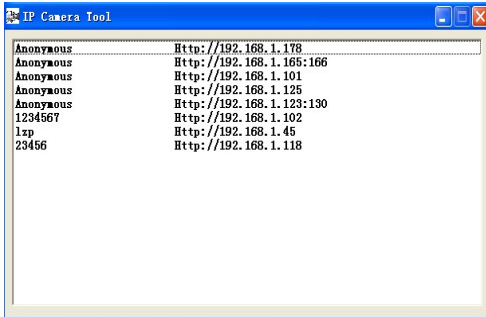 IP Camera Tool
Anonymous Http://192.168.1.178
Anonymous Http://192.168.1.165:166
Anonymous Http://192.168.1.101
Anonymous Http://192.168.1.125
Anonymous Http://192.168.1.123:130
1234567 Http://192.168.1.102
lzp Http://192.168.1.45
23456 Http://192.168.1.118